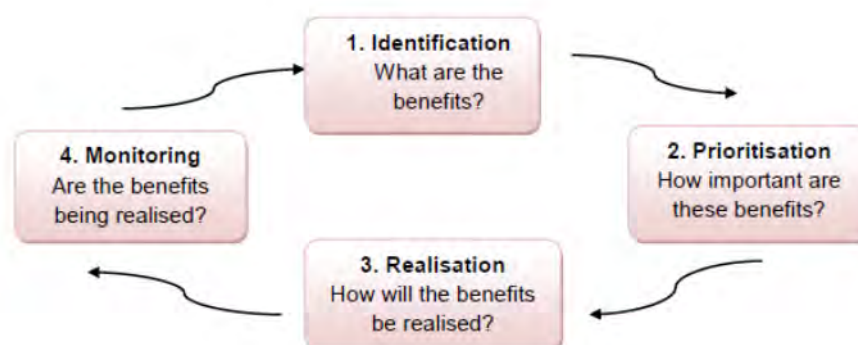 1. Identification
What are the
benefits?
2. Prioritisation
How important are
these benefits?
3. Realisation
How will the benefits
be realised?
4. Monitoring
Are the benefits
being realised?